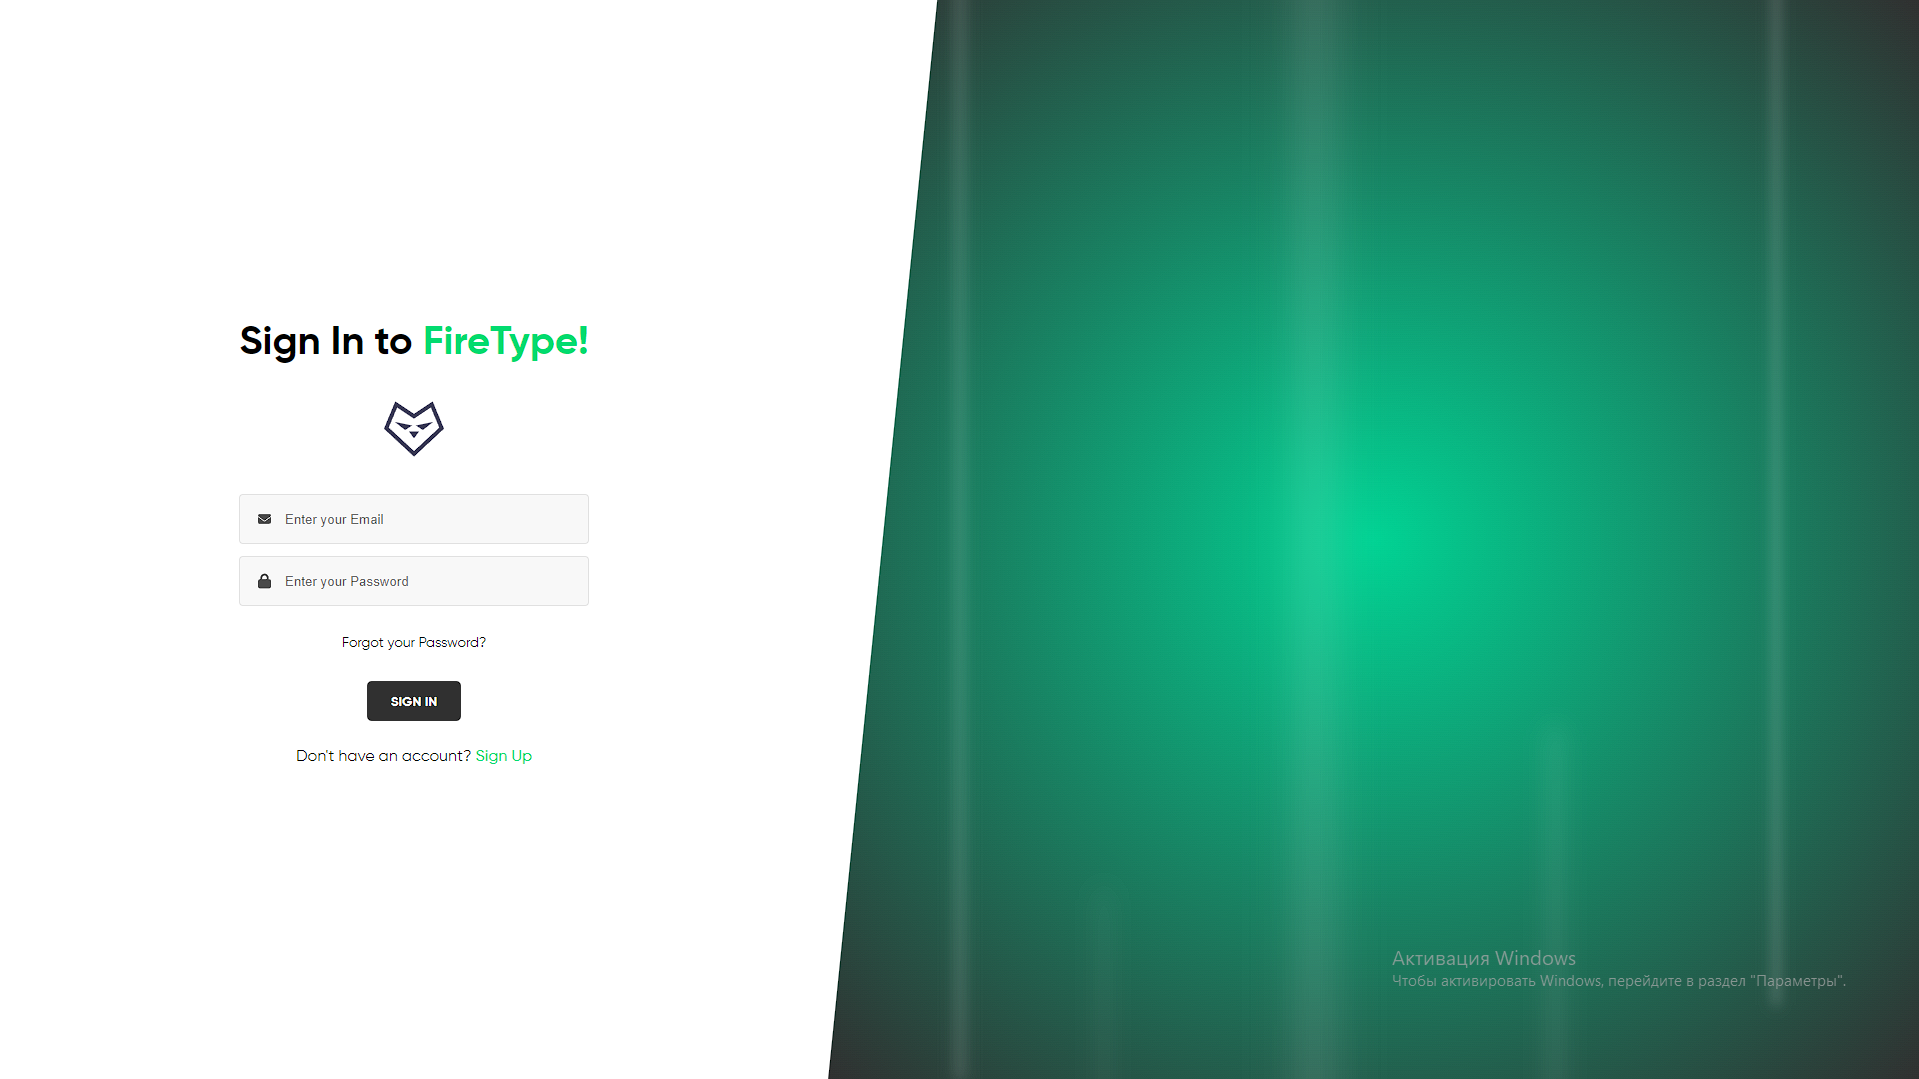 Sign In to FireType!
Enter your Email
Enter your Password
Forgot your Password?
SIGN IN
Don't have an account? Sign Up
Активация Windows
Чтобы активировать Windows, перейдите в раздел "Параметры".